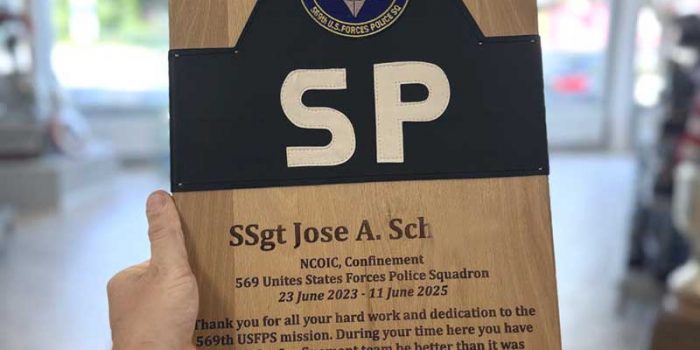 569th U.S. FORCES POLICE SQ
SP
SSgt Jose A. Sch
NCOIC, Confinement
569 Unites States Forces Police Squadron
23 June 2023 - 11 June 2025
Thank you for all your hard work and dedication to the
569th USFPS mission. During your time here you have
team be better than it was